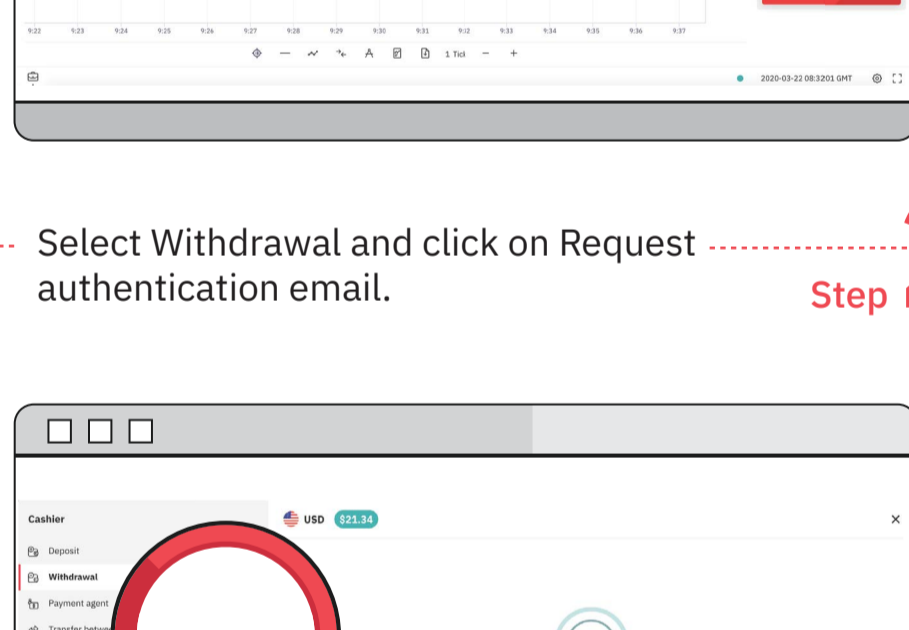 9:22 9:23 9:24 9:25 9:26 9:27 9:28 9:29 9:30 9:31 9:32 9:33 9:34 9:35 9:36 9:37
1 Tick
2020-03-22 08:3201 GMT
Select Withdrawal and click on Request
authentication email.
Step
Cashier
USD $21.34
Deposit
Withdrawal
Payment agent
Transfer